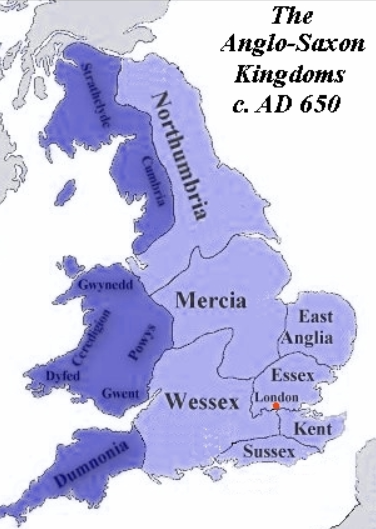 The
Anglo-Saxon
Kingdoms
c. AD 650
Strathclyde
Northumbria
Cumbria
Gwynedd
Mercia
Ceredigion
Powys
East
Anglia
Dyfed
Gwent
Essex
London
Wessex
Kent
Sussex
Dumnonia